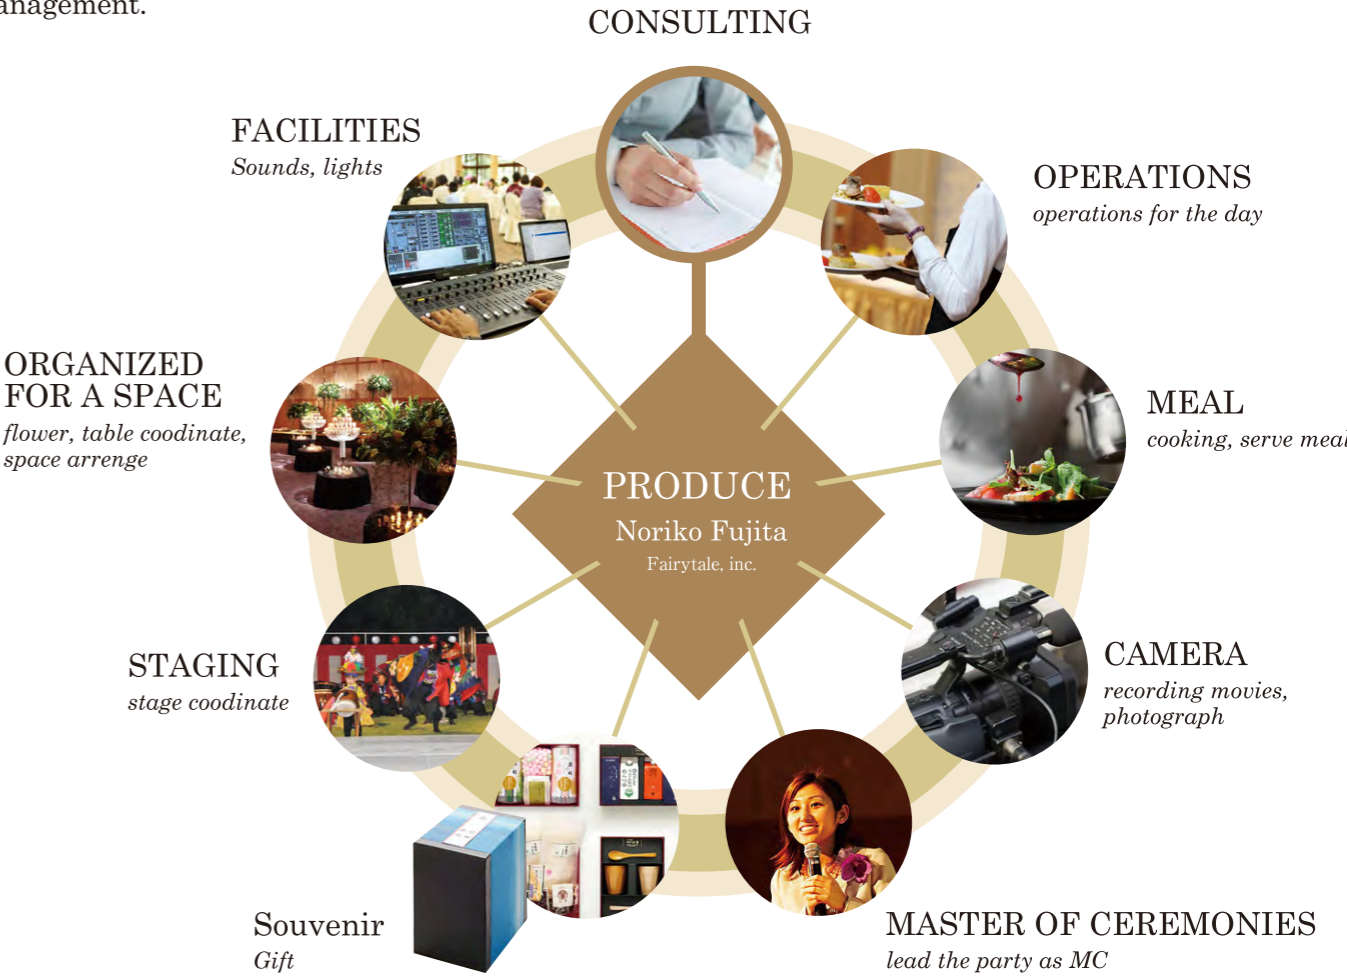 anagement.
CONSULTING
FACILITIES
Sounds, lights
OPERATIONS
operations for the day
ORGANIZED
FOR A SPACE
flower, table coodinate,
space arrenge
MEAL
cooking, serve meal
PRODUCE
Noriko Fujita
Fairytale, inc.
STAGING
stage coodinate
CAMERA
recording movies,
photograph
Souvenir
Gift
MASTER OF CEREMONIES
lead the party as MC